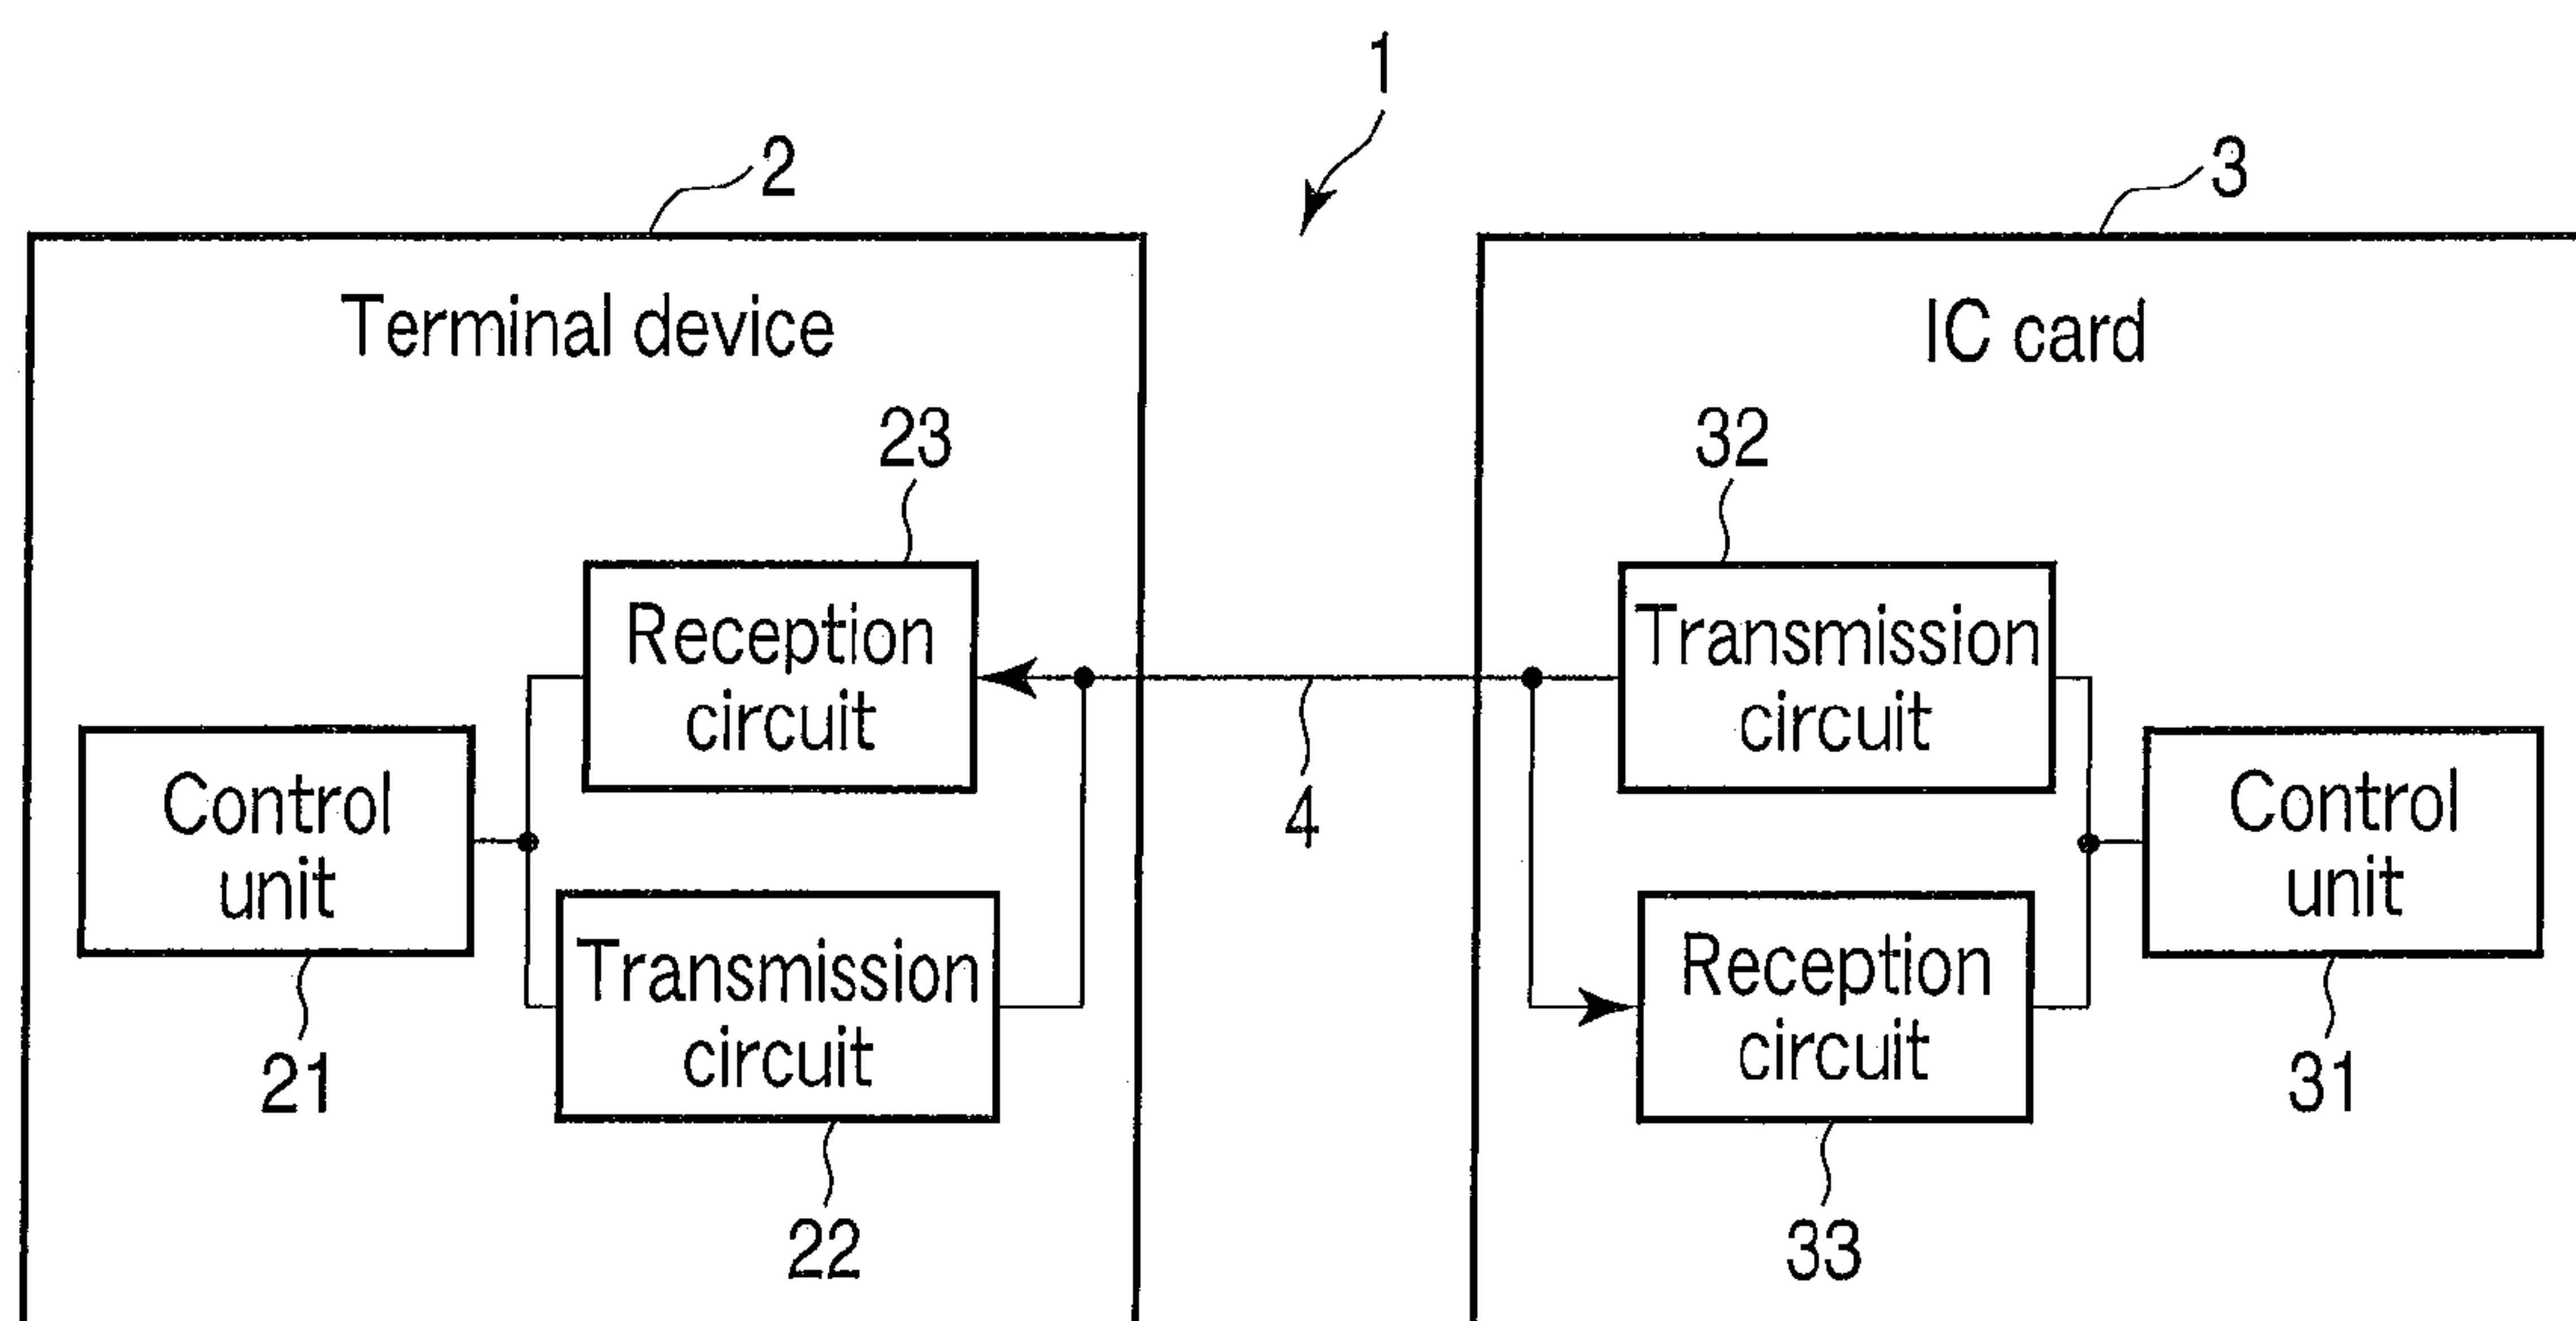 1
2
3
Terminal device
IC card
23
32
Reception
circuit
Transmission
circuit
Control
unit
4
Control
unit
Transmission
circuit
Reception
circuit
21
31
22
33